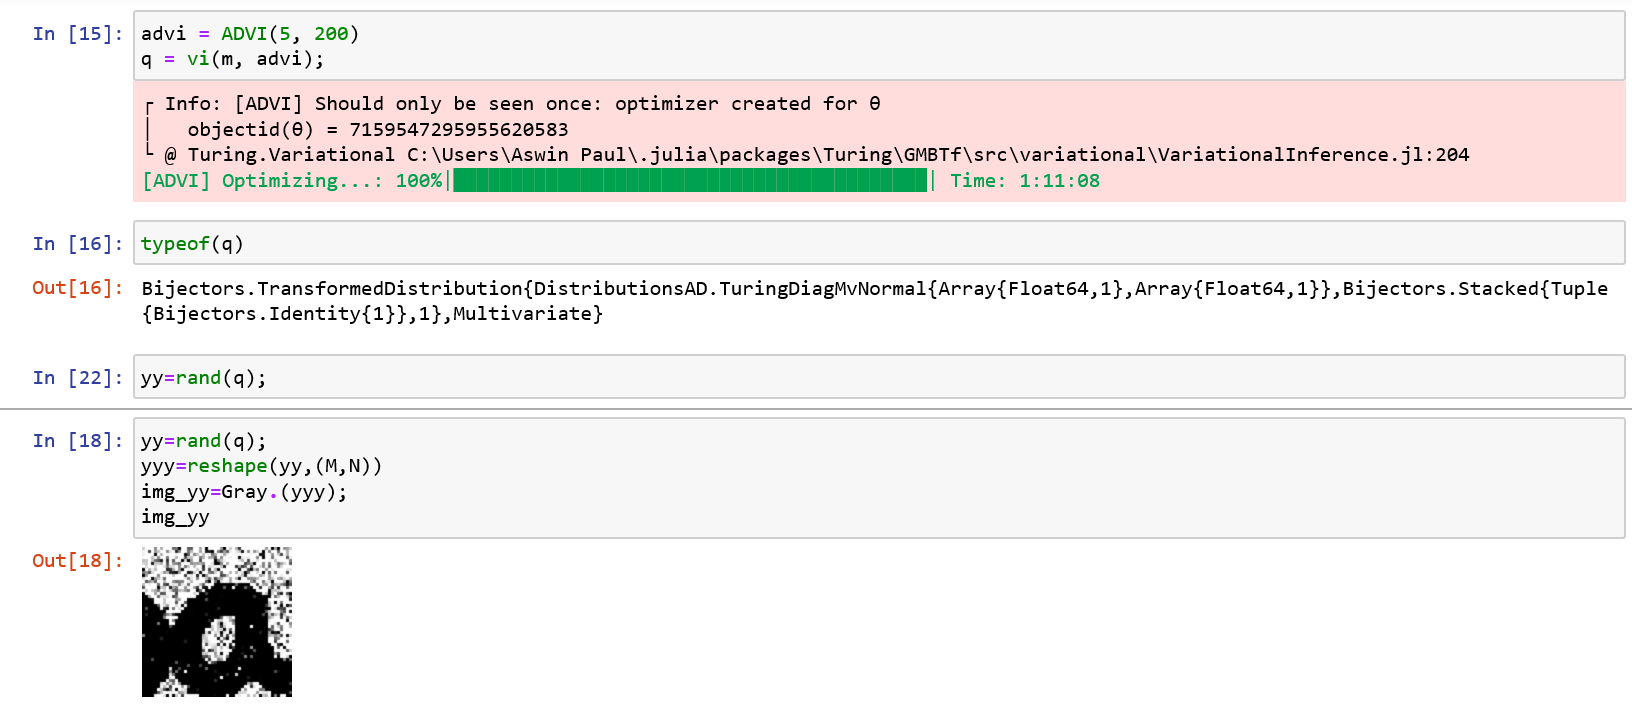 In [15]: advi = ADVI(5, 200)
q = vi(m, advi);
┌ Info: [ADVI] Should only be seen once: optimizer created for θ
│   objectid(θ) = 7159547295955620583
└ @ Turing.Variational C:\Users\Aswin Paul\.julia\packages\Turing\GMBTf\src\variational\VariationalInference.jl:204
[ADVI] Optimizing...: 100%|█████████████████████████████████████████| Time: 1:11:08
In [16]: typeof(q)
Out[16]: Bijectors.TransformedDistribution{DistributionsAD.TuringDiagMvNormal{Array{Float64,1},Array{Float64,1}},Bijectors.Stacked{Tuple
{Bijectors.Identity{1}},1},Multivariate}
In [22]: yy=rand(q);
In [18]: yy=rand(q);
yyy=reshape(yy,(M,N))
img_yy=Gray.(yyy);
img_yy
Out[18]: